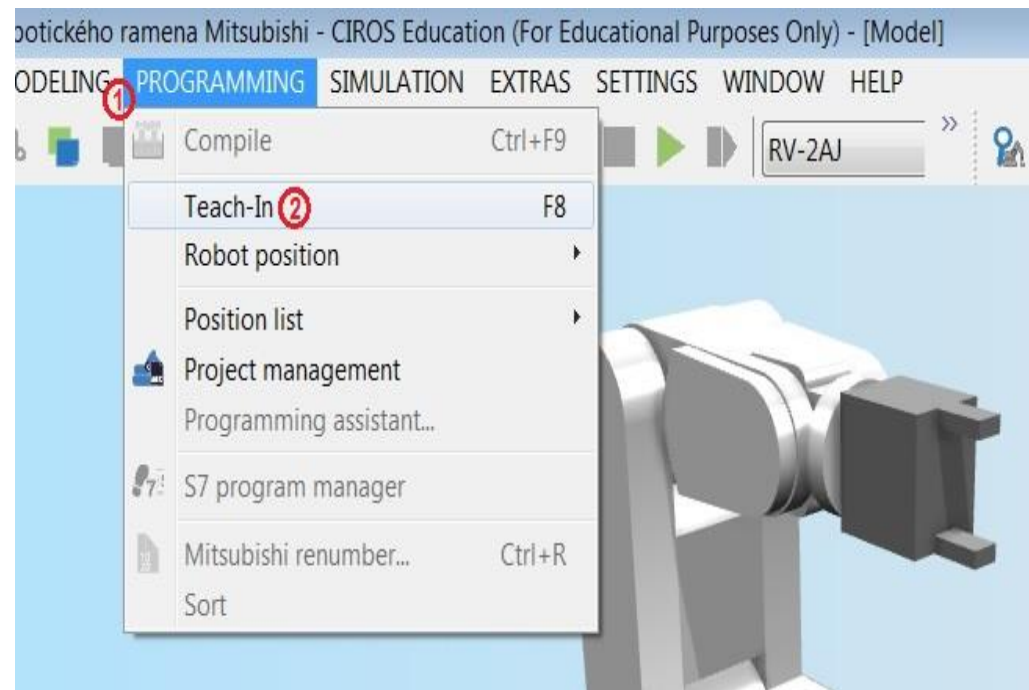 botického ramena Mitsubishi - CIROS Education (For Educational Purposes Only) - [Model]
ODELING 1 PROGRAMMING SIMULATION EXTRAS SETTINGS WINDOW HELP
Compile Ctrl+F9
RV-2AJ
Teach-In 2 F8
Robot position
Position list
Project management
Programming assistant...
7 S7 program manager
Mitsubishi renumber... Ctrl+R
Sort